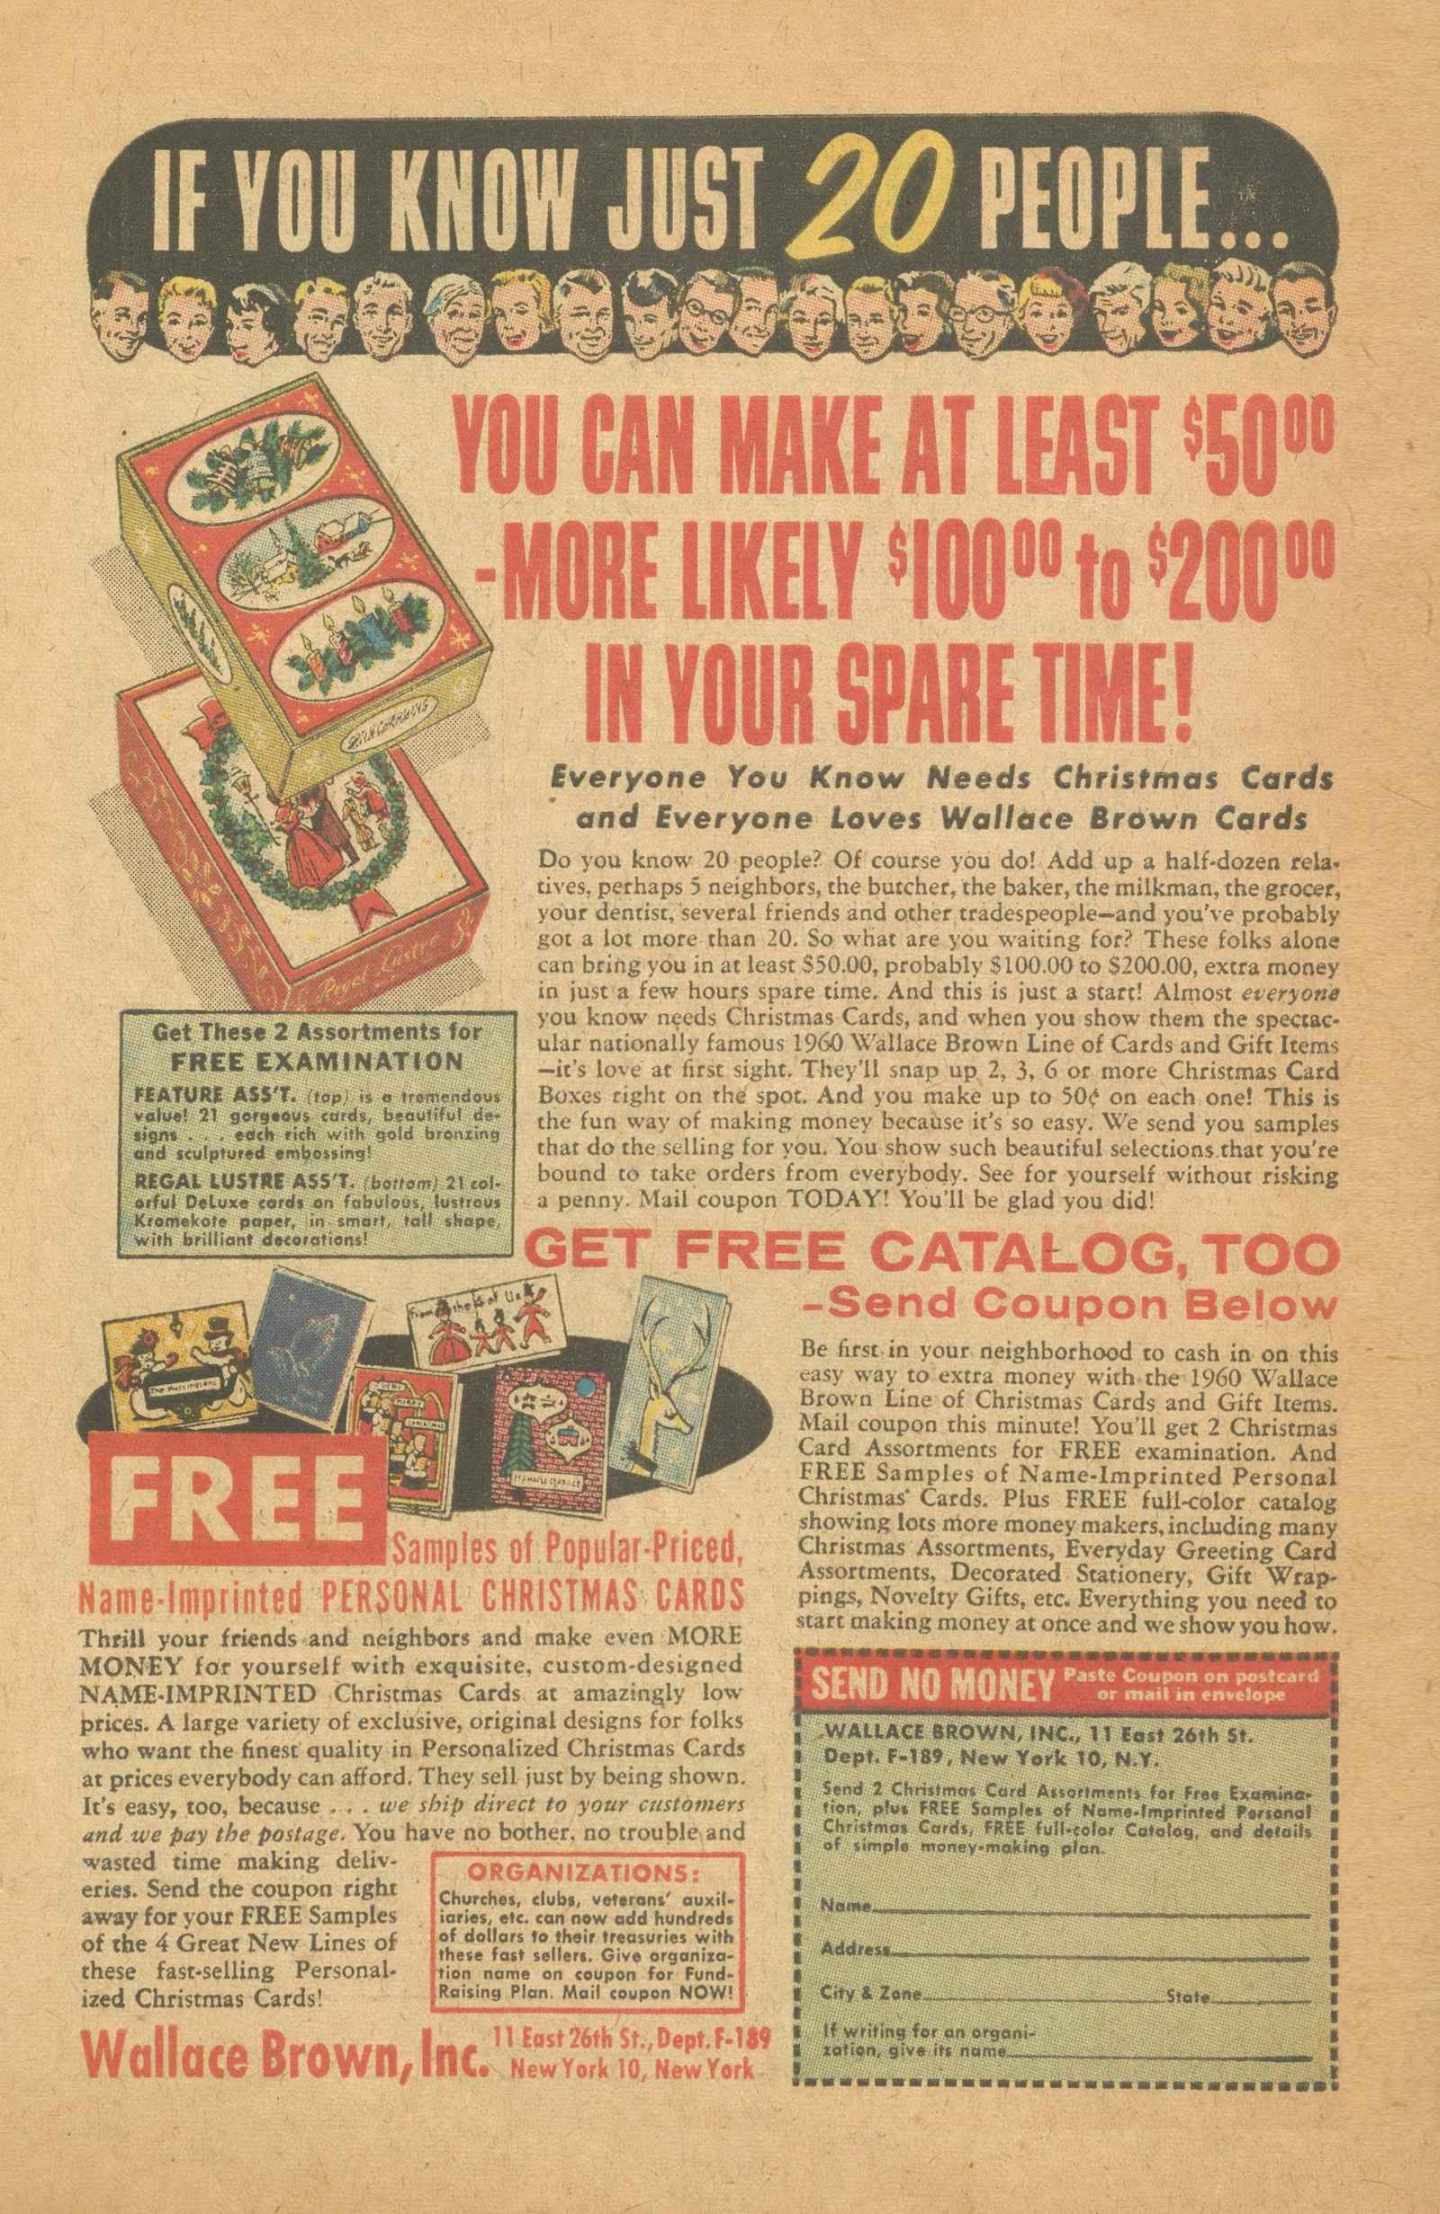 IF YOU KNOW JUST 20 PEOPLE...
YOU CAN MAKE AT LEAST $50⁰⁰
-MORE LIKELY $100⁰⁰ to $200⁰⁰
IN YOUR SPARE TIME!
Everyone You Know Needs Christmas Cards
and Everyone Loves Wallace Brown Cards
Do you know 20 people? Of course you do! Add up a half-dozen rela-
tives, perhaps 5 neighbors, the butcher, the baker, the milkman, the grocer,
your dentist, several friends and other tradespeople—and you've probably
got a lot more than 20. So what are you waiting for? These folks alone
can bring you in at least $50.00, probably $100.00 to $200.00, extra money
in just a few hours spare time. And this is just a start! Almost everyone
you know needs Christmas Cards, and when you show them the spectac-
ular nationally famous 1960 Wallace Brown Line of Cards and Gift Items
—it's love at first sight. They'll snap up 2, 3, 6 or more Christmas Card
Boxes right on the spot. And you make up to 50¢ on each one! This is
the fun way of making money because it's so easy. We send you samples
that do the selling for you. You show such beautiful selections that you're
bound to take orders from everybody. See for yourself without risking
a penny. Mail coupon TODAY! You'll be glad you did!
Regal Lustre
Get These 2 Assortments for
FREE EXAMINATION
FEATURE ASS'T. (top) is a tremendous
value! 21 gorgeous cards, beautiful de-
signs . . . each rich with gold bronzing
and sculptured embossing!
REGAL LUSTRE ASS'T. (bottom) 21 col-
orful DeLuxe cards on fabulous, lustrous
Kromekote paper, in smart, tall shape,
with brilliant decorations!
GET FREE CATALOG, TOO
-Send Coupon Below
Be first in your neighborhood to cash in on this
easy way to extra money with the 1960 Wallace
Brown Line of Christmas Cards and Gift Items.
Mail coupon this minute! You'll get 2 Christmas
Card Assortments for FREE examination. And
FREE Samples of Name-Imprinted Personal
Christmas Cards. Plus FREE full-color catalog
showing lots more money makers, including many
Christmas Assortments, Everyday Greeting Card
Assortments, Decorated Stationery, Gift Wrap-
pings, Novelty Gifts, etc. Everything you need to
start making money at once and we show you how.
From the of Us
FREE
Samples of Popular-Priced,
Name-Imprinted PERSONAL CHRISTMAS CARDS
Thrill your friends and neighbors and make even MORE
MONEY for yourself with exquisite, custom-designed
NAME-IMPRINTED Christmas Cards at amazingly low
prices. A large variety of exclusive, original designs for folks
who want the finest quality in Personalized Christmas Cards
at prices everybody can afford. They sell just by being shown.
It's easy, too, because . . . we ship direct to your customers
and we pay the postage. You have no bother, no trouble and
wasted time making deliv-
eries. Send the coupon right
away for your FREE Samples
of the 4 Great New Lines of
these fast-selling Personal-
ized Christmas Cards!
ORGANIZATIONS:
Churches, clubs, veterans' auxil-
iaries, etc. can now add hundreds
of dollars to their treasuries with
these fast sellers. Give organiza-
tion name on coupon for Fund-
Raising Plan. Mail coupon NOW!
Wallace Brown, Inc. 11 East 26th St., Dept. F-189
New York 10, New York
SEND NO MONEY Paste Coupon on postcard
or mail in envelope
WALLACE BROWN, INC., 11 East 26th St.
Dept. F-189, New York 10, N.Y.
Send 2 Christmas Card Assortments for Free Examina-
tion, plus FREE Samples of Name-Imprinted Personal
Christmas Cards, FREE full-color Catalog, and details
of simple money-making plan.
Name
Address
City & Zone State
If writing for an organi-
zation, give its name